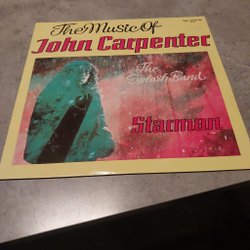 The Music Of
John Carpenter
The
Splash Band
Starman